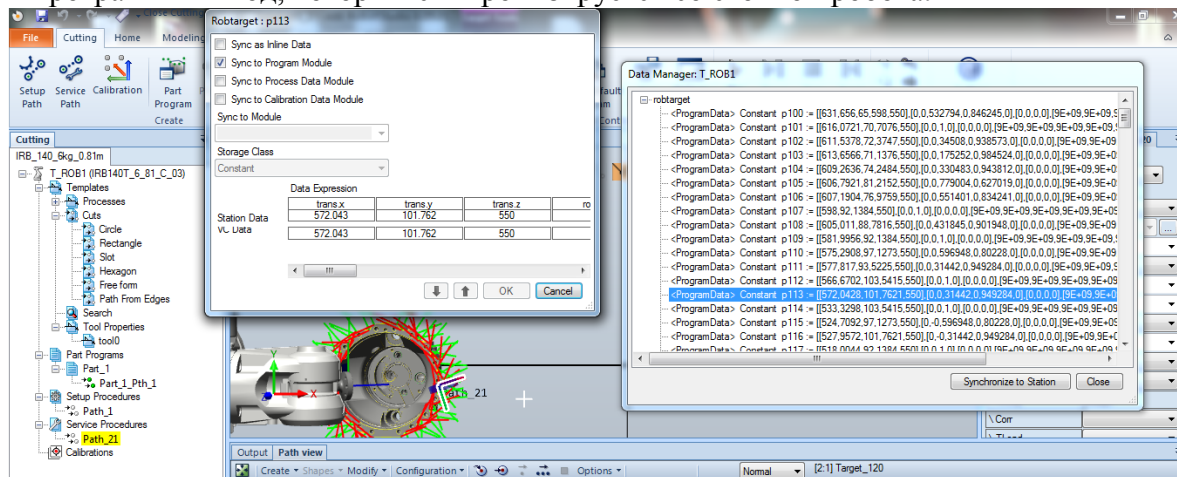 Robtarget : p113
File
Cutting
Home
Modeling
Sync as Inline Data
Sync to Program Module
Sync to Process Data Module
Sync to Calibration Data Module
Sync to Module
Storage Class
Constant
Data Expression
trans.x trans.y trans.z
Station Data 572.043 101.762 550
VC Data 572.043 101.762 550
OK Cancel
Setup Path
Service Path
Calibration
Part Program
Create
Cutting
IRB_140_6kg_0.81m
T_ROB1 (IRB140T_6_81_C_03)
Templates
Processes
Cuts
Circle
Rectangle
Slot
Hexagon
Free form
Path From Edges
Search
Tool Properties
tool0
Part Programs
Part_1
Part_1_Pth_1
Setup Procedures
Path_1
Service Procedures
Path_21
Calibrations
Data Manager: T_ROB1
robtarget
<ProgramData> Constant p100 := [[631,656,65,598,550],[0,0,532794,0,846245,0],[0,0,0,0],[9E+09,9E+09,
<ProgramData> Constant p101 := [[616,0721,70,7076,550],[0,0,1,0],[0,0,0,0],[9E+09,9E+09,9E+09,
<ProgramData> Constant p102 := [[611,5378,72,3747,550],[0,0,34508,0,938573,0],[0,0,0,0],[9E+09,9E+09
<ProgramData> Constant p103 := [[613,6566,71,1376,550],[0,0,175252,0,984524,0],[0,0,0,0],[9E+09,9E+0
<ProgramData> Constant p104 := [[609,2636,74,2484,550],[0,0,330483,0,943812,0],[0,0,0,0],[9E+09,9E+0
<ProgramData> Constant p105 := [[606,7921,81,2152,550],[0,0,779004,0,627019,0],[0,0,0,0],[9E+09,9E+0
<ProgramData> Constant p106 := [[607,1904,76,9759,550],[0,0,551401,0,834241,0],[0,0,0,0],[9E+09,9E+0
<ProgramData> Constant p107 := [[598,92,1384,550],[0,0,1,0],[0,0,0,0],[9E+09,9E+09,9E+09,9E+09,
<ProgramData> Constant p108 := [[605,011,88,7816,550],[0,0,431845,0,901948,0],[0,0,0,0],[9E+09,9E+09
<ProgramData> Constant p109 := [[581,9956,92,1384,550],[0,0,1,0],[0,0,0,0],[9E+09,9E+09,9E+09,
<ProgramData> Constant p110 := [[575,2908,97,1273,550],[0,0,596948,0,80228,0],[0,0,0,0],[9E+09,9E+09
<ProgramData> Constant p111 := [[577,817,93,5225,550],[0,0,31442,0,949284,0],[0,0,0,0],[9E+09,9E+09,
<ProgramData> Constant p112 := [[566,6702,103,5415,550],[0,0,1,0],[0,0,0,0],[9E+09,9E+09,9E+09
<ProgramData> Constant p113 := [[572,0428,101,7621,550],[0,0,31442,0,949284,0],[0,0,0,0],[9E+09,9E+0
<ProgramData> Constant p114 := [[533,3298,103,5415,550],[0,0,1,0],[0,0,0,0],[9E+09,9E+09,9E+09
<ProgramData> Constant p115 := [[524,7092,97,1273,550],[0,-0,596948,0,80228,0],[0,0,0,0],[9E+09,9E+09
<ProgramData> Constant p116 := [[527,9572,101,7621,550],[0,-0,31442,0,949284,0],[0,0,0,0],[9E+09,9E+0
Synchronize to Station Close
Y
X
_21
\ Corr
Output
Path view
Create Shapes Modify Configuration Options Normal [2:1] Target_120